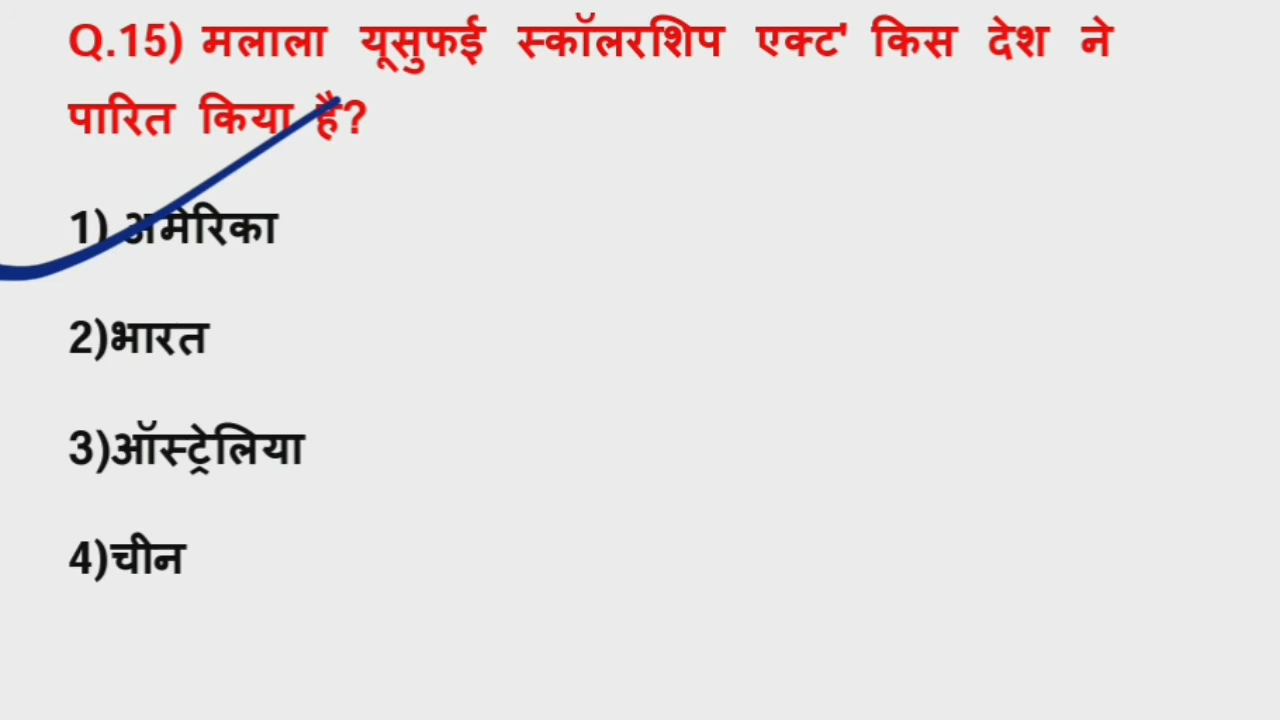 Q.15) मलाला यूसुफई स्कॉलरशिप एक्ट' किस देश ने
पारित किया है?
1) अमेरिका
2)भारत
3)ऑस्ट्रेलिया
4)चीन